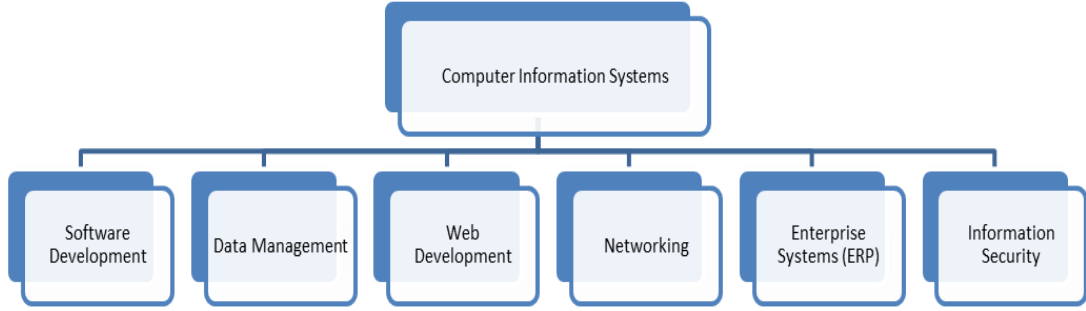 Computer Information Systems
Software
Development
Data Management
Web
Development
Networking
Enterprise
Systems (ERP)
Information
Security